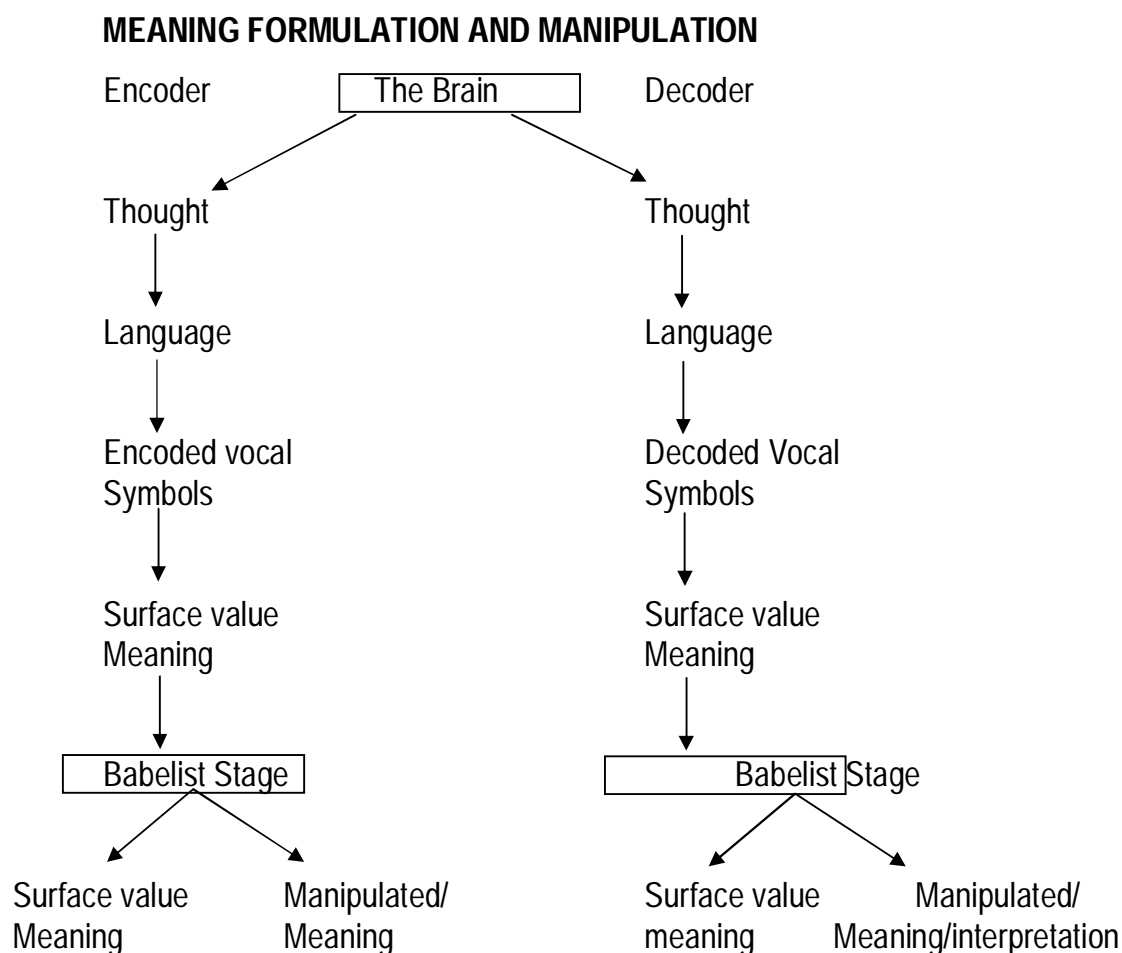 MEANING FORMULATION AND MANIPULATION
Encoder The Brain Decoder
Thought Thought
Language Language
Encoded vocal Decoded Vocal
Symbols Symbols
Surface value Surface value
Meaning Meaning
Babelist Stage Babelist Stage
Surface value Manipulated/ Surface value Manipulated/
Meaning Meaning meaning Meaning/interpretation